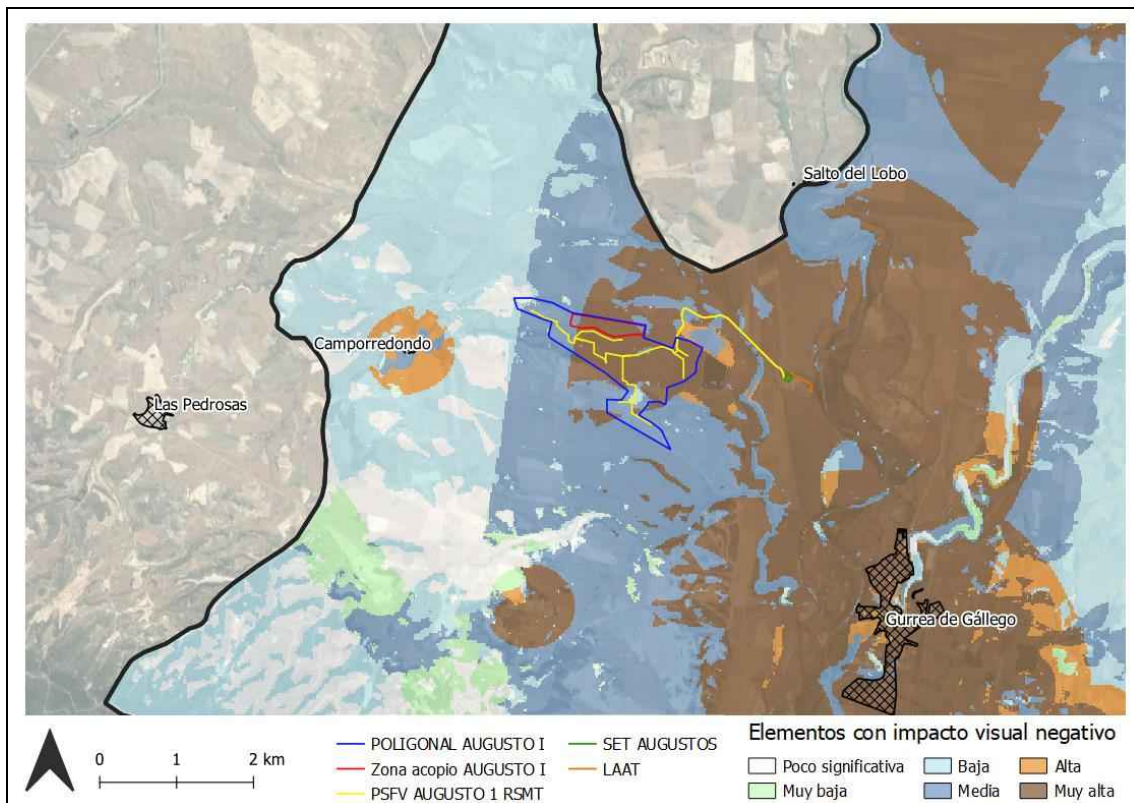 Salto del Lobo
Camporredondo
Las Pedrosas
Gurrea de Gállego
0 1 2 km
POLIGONAL AUGUSTO I
Zona acopio AUGUSTO I
PSFV AUGUSTO 1 RSMT
SET AUGUSTOS
LAAT
Elementos con impacto visual negativo
Poco significativa
Muy baja
Baja
Media
Alta
Muy alta